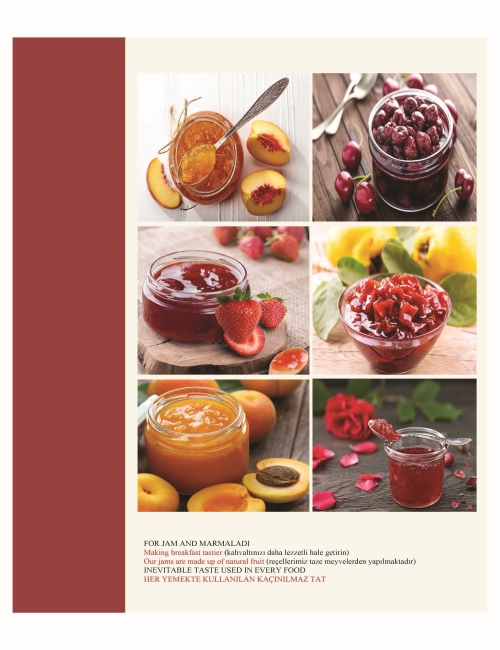 FOR JAM AND MARMALADI
Making breakfast tastier (kahvaltınızı daha lezzetli hale getirin)
Our jams are made up of natural fruit (reçellerimiz taze meyvelerden yapılmaktadır)
INEVITABLE TASTE USED IN EVERY FOOD
HER YEMEKTE KULLANILAN KAÇINILMAZ TAT